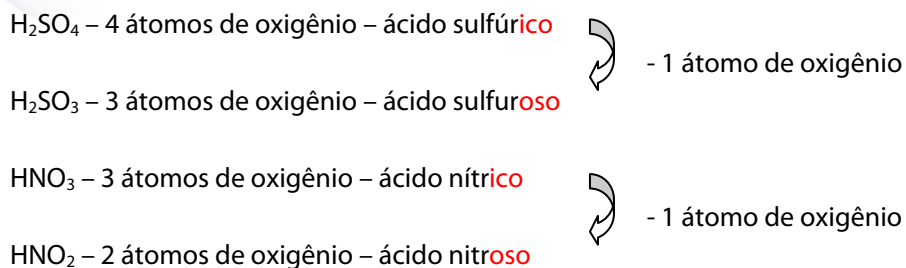 H₂SO₄ – 4 átomos de oxigênio – ácido sulfúrico
- 1 átomo de oxigênio
H₂SO₃ – 3 átomos de oxigênio – ácido sulfuroso
HNO₃ – 3 átomos de oxigênio – ácido nítrico
- 1 átomo de oxigênio
HNO₂ – 2 átomos de oxigênio – ácido nitroso